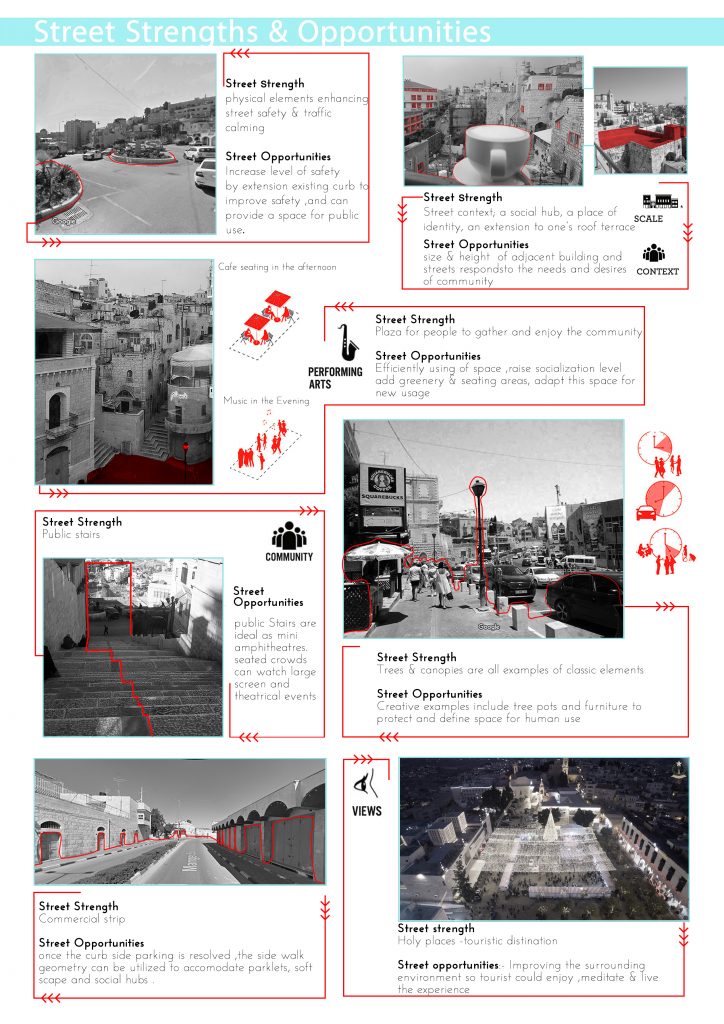 Street Strengths & Opportunities
Street Strength
physical elements enhancing
street safety & traffic
calming
Street Opportunities
Increase level of safety
by extension existing curb to
improve safety ,and can
provide a space for public
use.
Google
Street Strength
Street context; a social hub, a place of
identity, an extension to one's roof terrace
Street Opportunities
size & height of adjacent building and
streets respondsto the needs and desires
of community
SCALE
CONTEXT
Cafe seating in the afternoon
Music in the Evening
PERFORMING
ARTS
Street Strength
Plaza for people to gather and enjoy the community
Street Opportunities
Efficiently using of space ,raise socialization level
add greenery & seating areas, adapt this space for
new usage
Street Strength
Public stairs
COMMUNITY
Street
Opportunities
public Stairs are
ideal as mini
amphitheatres.
seated crowds
can watch large
screen and
theatrical events
SQUAREBUCKS
Google
Street Strength
Trees & canopies are all examples of classic elements
Street Opportunities
Creative examples include tree pots and furniture to
protect and define space for human use
Street Strength
Commercial strip
Street Opportunities
once the curb side parking is resolved ,the side walk
geometry can be utilized to accomodate parklets, soft
scape and social hubs .
VIEWS
Street strength
Holy places -touristic distination
Street opportunities:- Improving the surrounding
environment so tourist could enjoy ,meditate & live
the experience